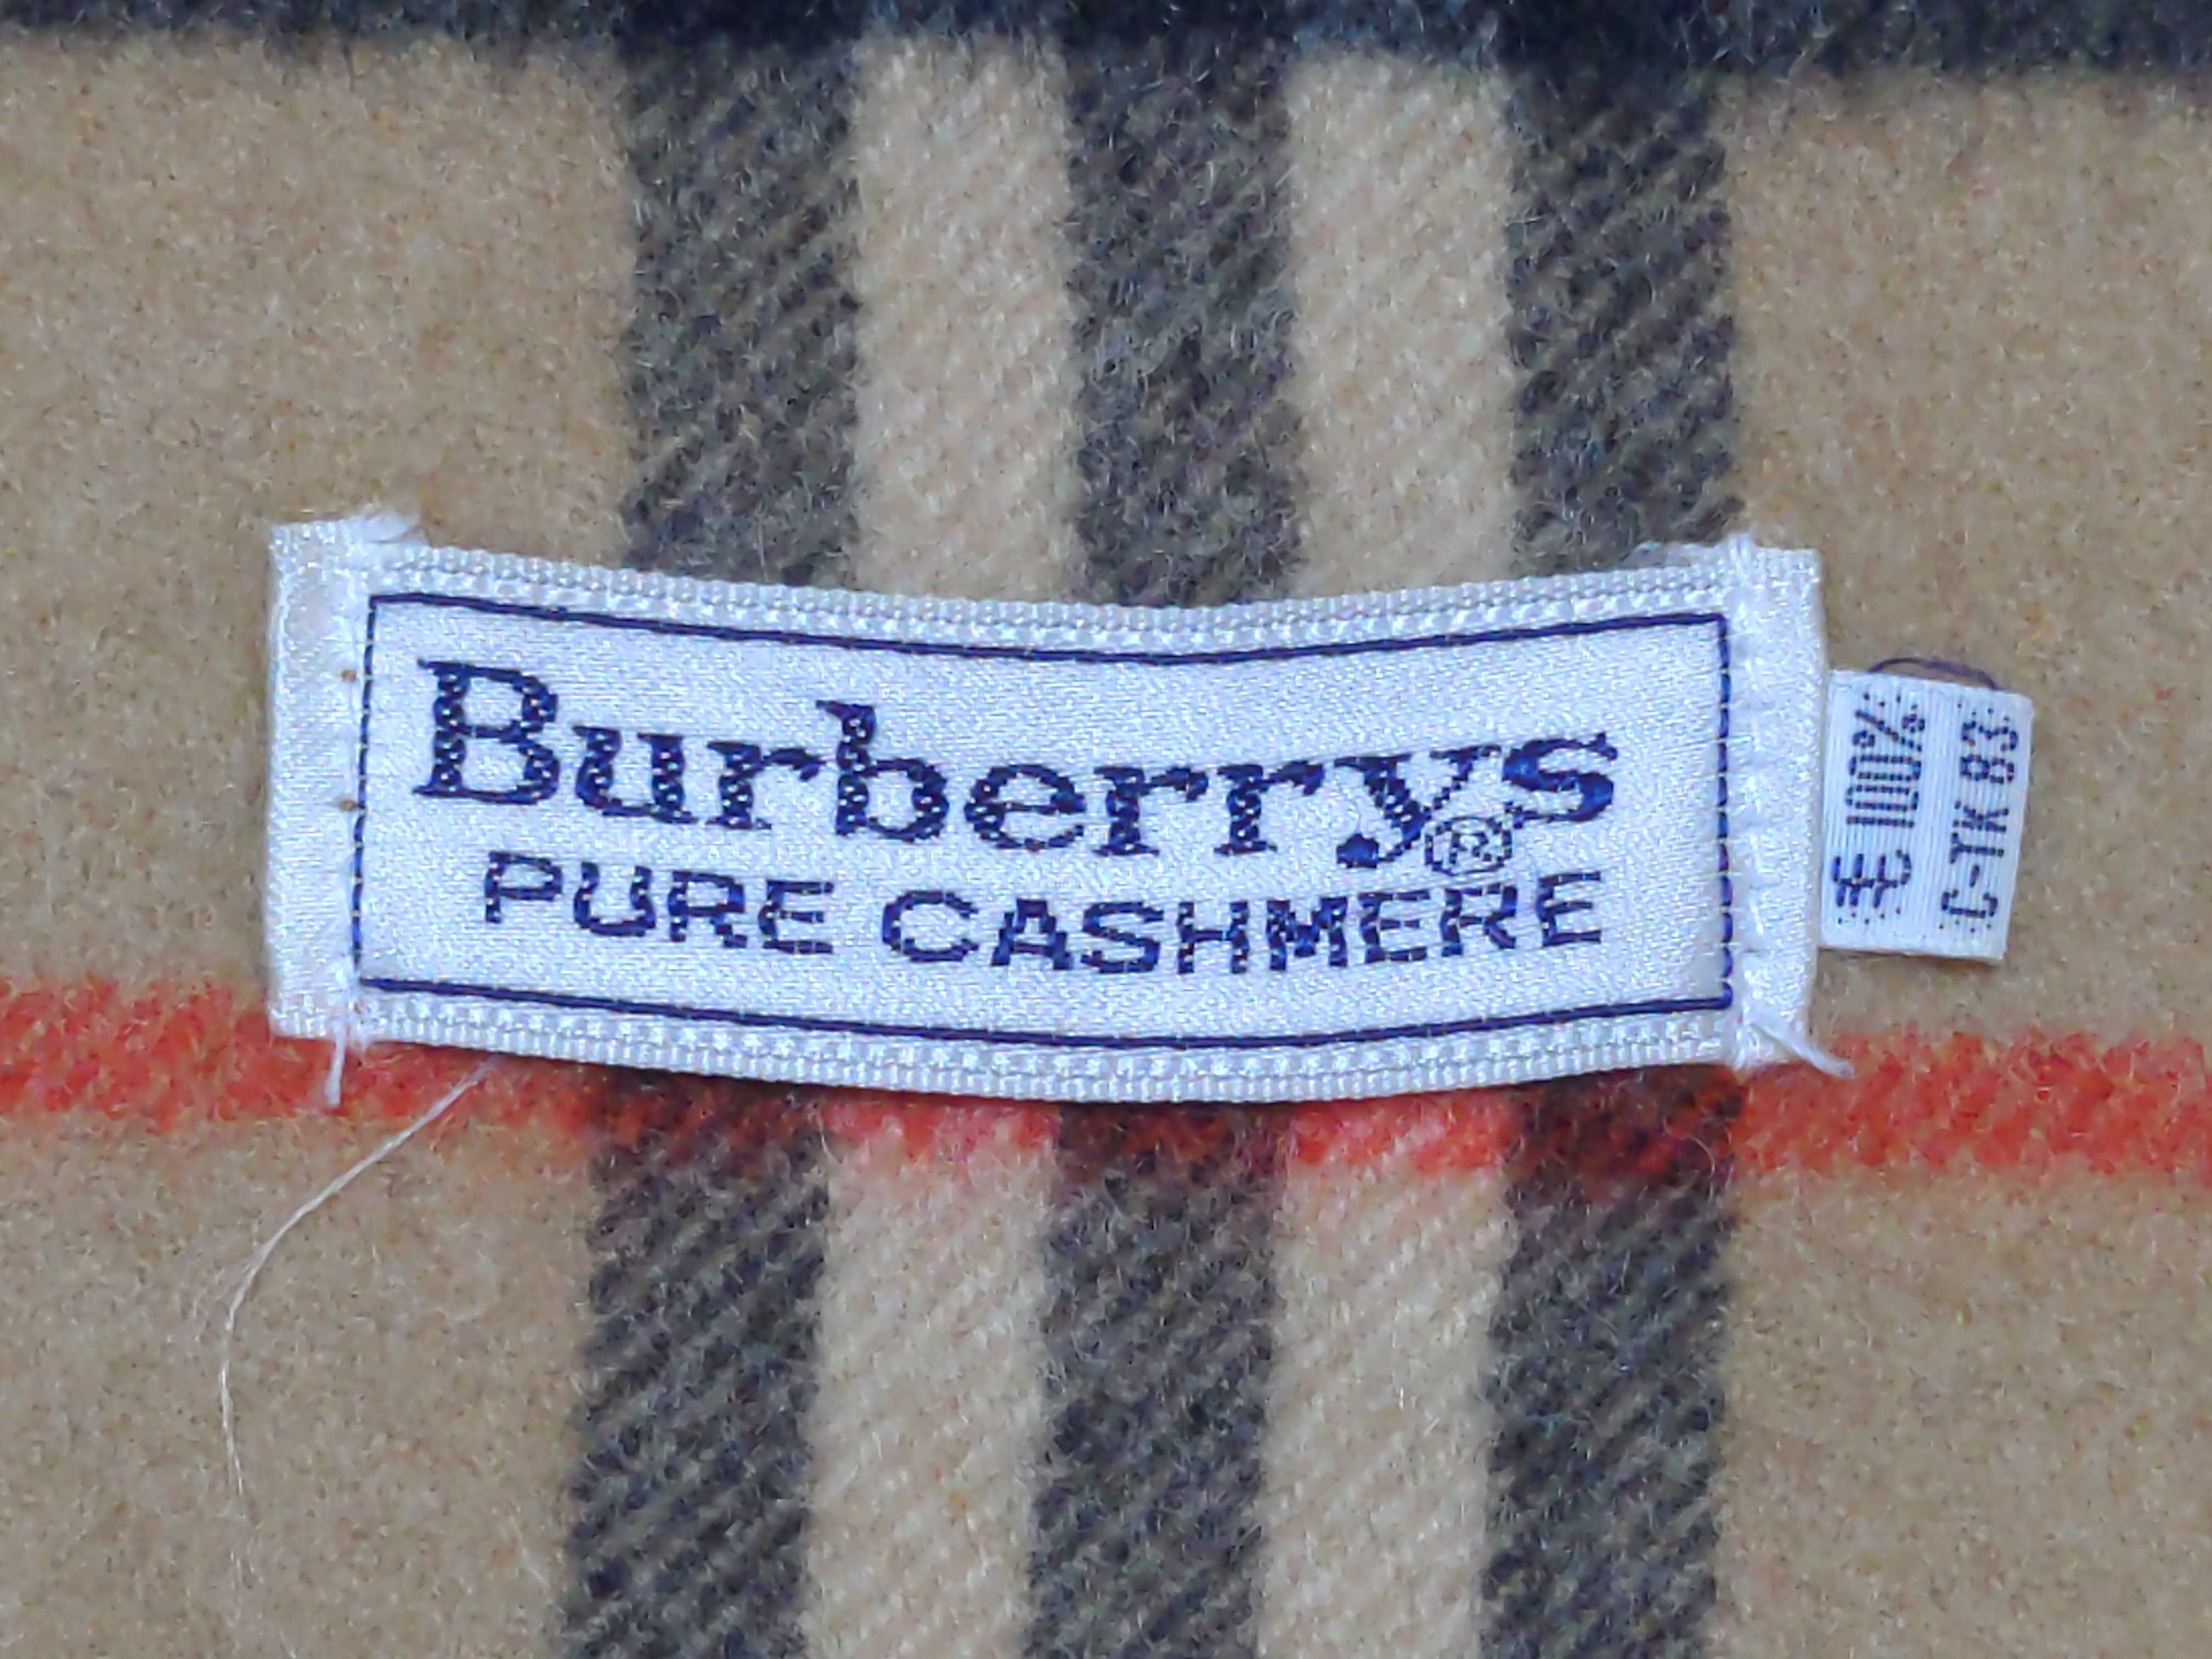 Burberrys®
PURE CASHMERE
毛 100%
C-TK 83